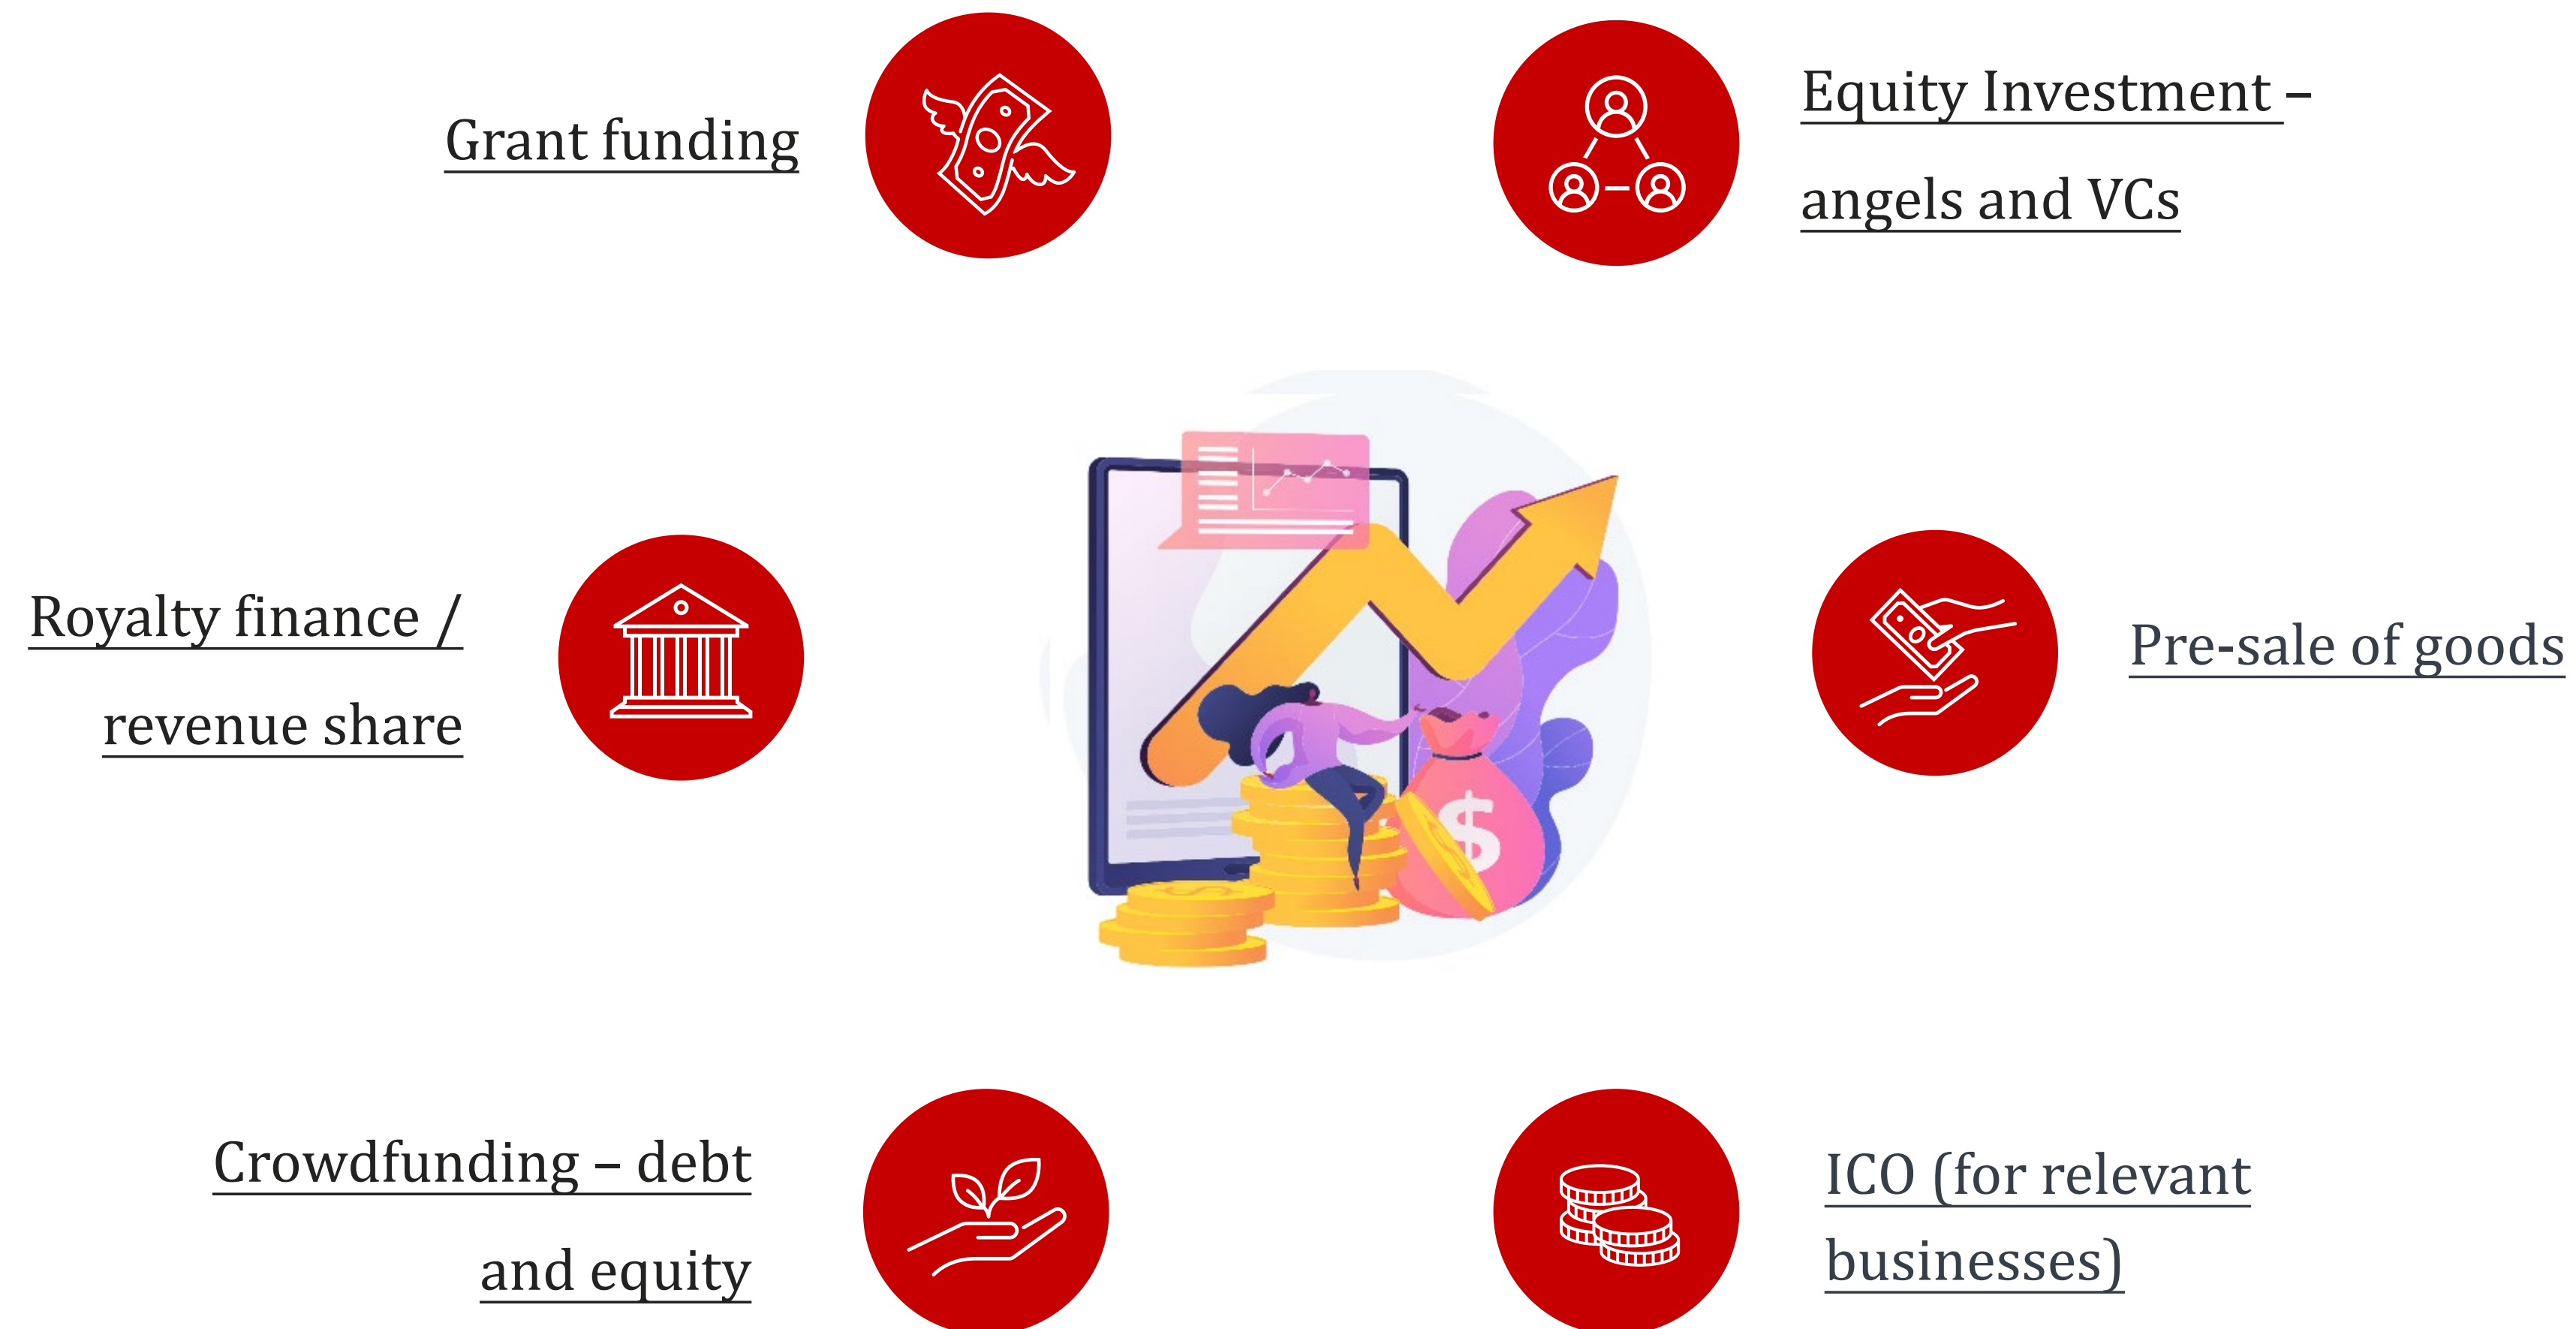 Grant funding
Equity Investment –
angels and VCs
Royalty finance /
revenue share
Pre-sale of goods
$
Crowdfunding – debt
and equity
ICO (for relevant
businesses)